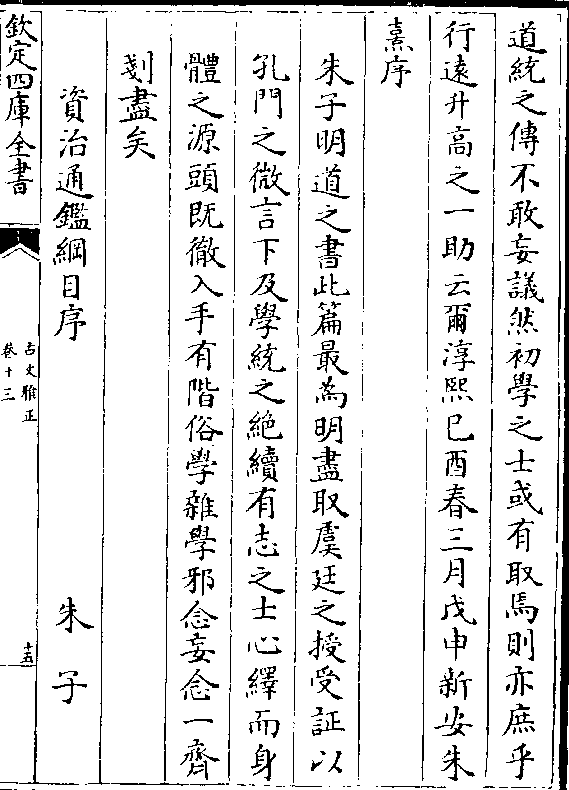 道統之傳不敢妄議然初學之士或有取焉則亦庶乎
行遠升高之一助云爾淳熙己酉春三月戊申新安朱
熹序
朱子明道之書此篇最為明盡取虞廷之授受証以
孔門之微言下及學統之絶續有志之士心繹而身
體之源頭既徹入手有階俗學雜學邪念妄念一齊
剗盡矣
資治通鑑綱目序 朱子
欽定四庫全書
古文雅正
卷十三
十五